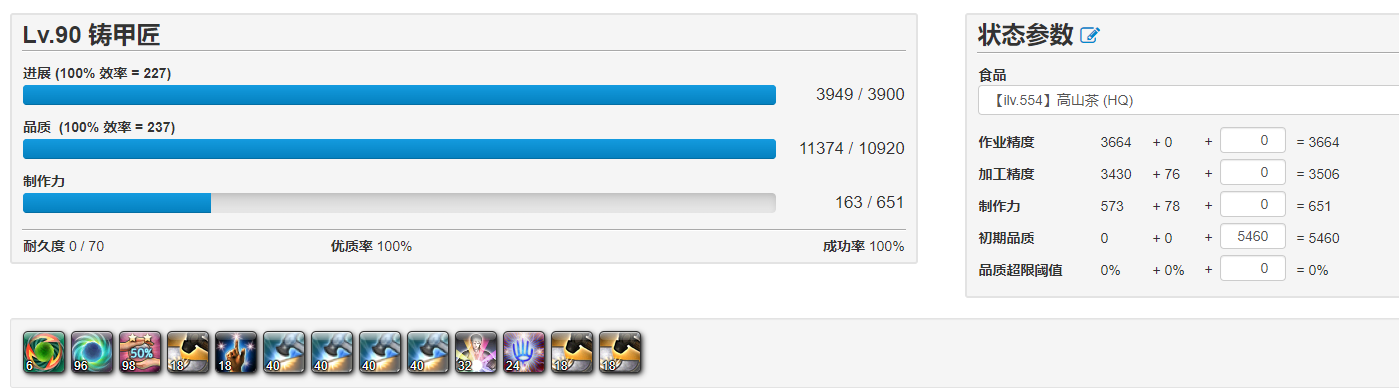 Lv.90 铸甲匠
进展 (100% 效率 = 227)
3949 / 3900
品质 (100% 效率 = 237)
11374 / 10920
制作力
163 / 651
耐久度 0 / 70 优质率 100% 成功率 100%
状态参数
食品
【ilv.554】高山茶 (HQ)
作业精度 3664 + 0 + 0 = 3664
加工精度 3430 + 76 + 0 = 3506
制作力 573 + 78 + 0 = 651
初期品质 0 + 0 + 5460 = 5460
品质超限阈值 0% + 0% + 0 = 0%
50%
6 96 98 18 18 40 40 40 40 32 24 18 18